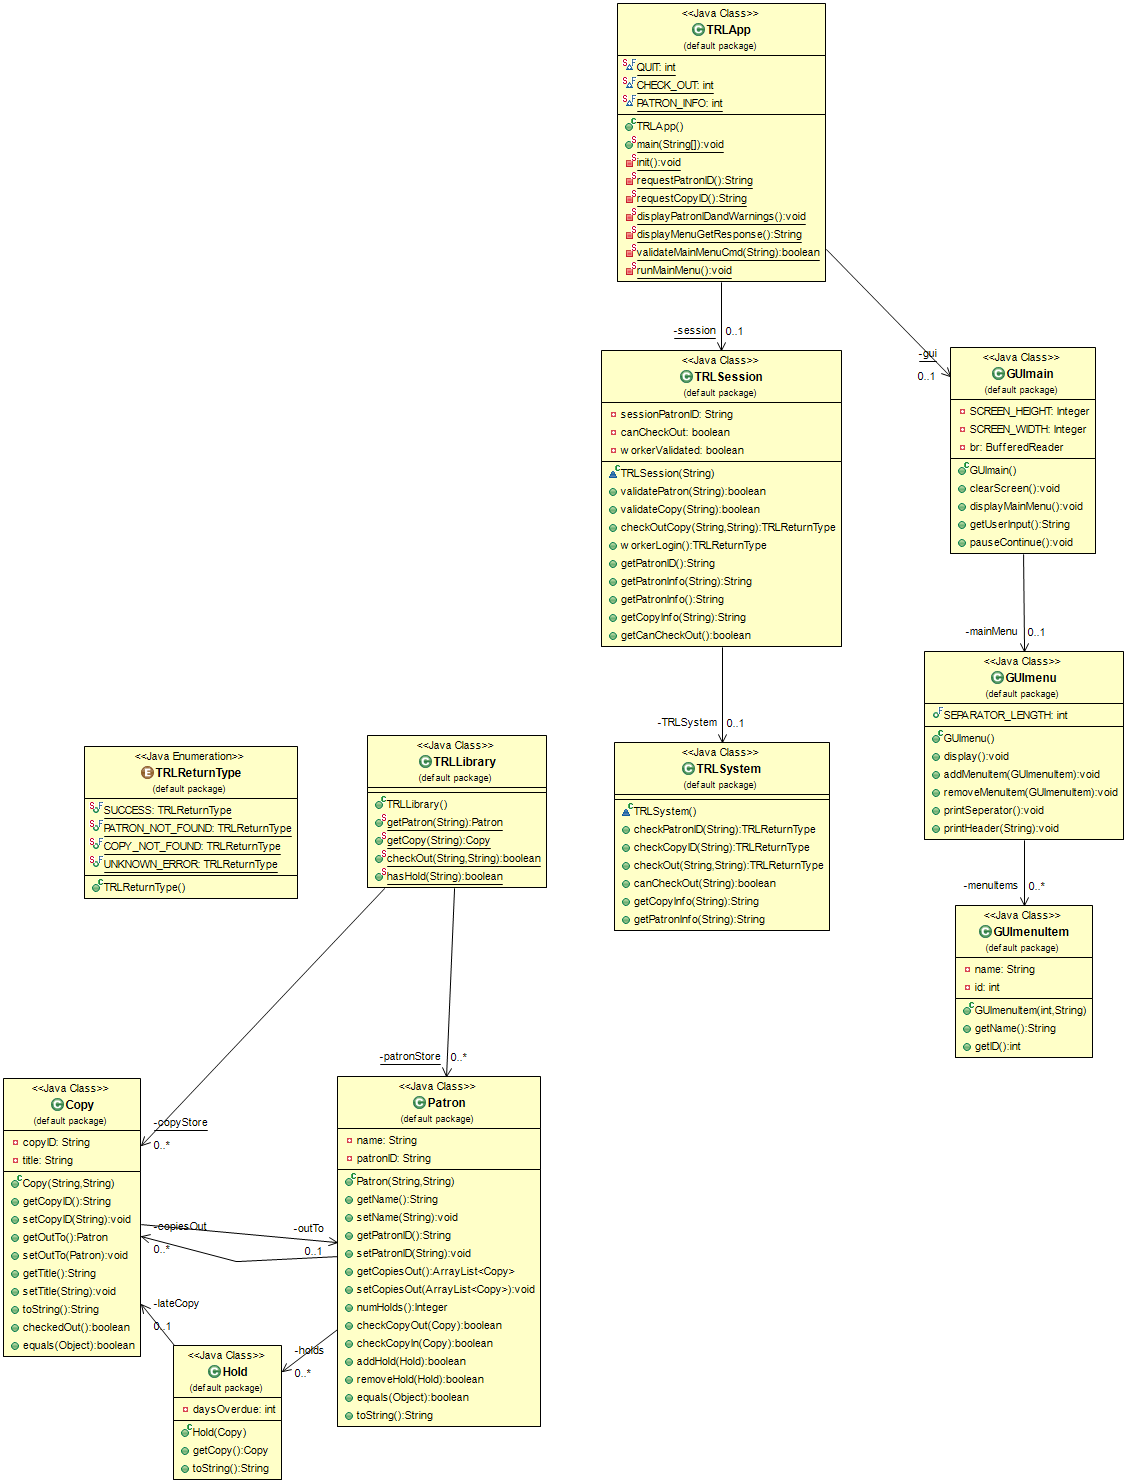 <<Java Class>>
TRLApp
(default package)
QUIT: int
CHECK_OUT: int
PATRON_INFO: int
TRLApp()
main(String[]):void
init():void
requestPatronID():String
requestCopyID():String
displayPatronIDandWarnings():void
displayMenuGetResponse():String
validateMainMenuCmd(String):boolean
runMainMenu():void
-session
0..1
-gui
0..1
<<Java Class>>
TRLSession
(default package)
sessionPatronID: String
canCheckOut: boolean
workerValidated: boolean
TRLSession(String)
validatePatron(String):boolean
validateCopy(String):boolean
checkOutCopy(String,String):TRLReturnType
workerLogin():TRLReturnType
getPatronID():String
getPatronInfo(String):String
getPatronInfo():String
getCopyInfo(String):String
getCanCheckOut():boolean
<<Java Class>>
GUImain
(default package)
SCREEN_HEIGHT: Integer
SCREEN_WIDTH: Integer
br: BufferedReader
GUImain()
clearScreen():void
displayMainMenu():void
getUserInput():String
pauseContinue():void
-mainMenu
0..1
<<Java Class>>
GUImenu
(default package)
SEPARATOR_LENGTH: int
GUImenu()
display():void
addMenuItem(GUImenuItem):void
removeMenuItem(GUImenuItem):void
printSeperator():void
printHeader(String):void
-TRLSystem
0..1
<<Java Enumeration>>
TRLReturnType
(default package)
SUCCESS: TRLReturnType
PATRON_NOT_FOUND: TRLReturnType
COPY_NOT_FOUND: TRLReturnType
UNKNOWN_ERROR: TRLReturnType
TRLReturnType()
<<Java Class>>
TRLLibrary
(default package)
TRLLibrary()
getPatron(String):Patron
getCopy(String):Copy
checkOut(String,String):boolean
hasHold(String):boolean
<<Java Class>>
TRLSystem
(default package)
TRLSystem()
checkPatronID(String):TRLReturnType
checkCopyID(String):TRLReturnType
checkOut(String,String):TRLReturnType
canCheckOut(String):boolean
getCopyInfo(String):String
getPatronInfo(String):String
-menuItems
0..*
<<Java Class>>
GUImenuItem
(default package)
name: String
id: int
GUImenuItem(int,String)
getName():String
getID():int
-patronStore
0..*
-copyStore
0..*
<<Java Class>>
Copy
(default package)
copyID: String
title: String
Copy(String,String)
getCopyID():String
setCopyID(String):void
getOutTo():Patron
setOutTo(Patron):void
getTitle():String
setTitle(String):void
toString():String
checkedOut():boolean
equals(Object):boolean
-copiesOut
0..*
-outTo
0..1
<<Java Class>>
Patron
(default package)
name: String
patronID: String
Patron(String,String)
getName():String
setName(String):void
getPatronID():String
setPatronID(String):void
getCopiesOut():ArrayList<Copy>
setCopiesOut(ArrayList<Copy>):void
numHolds():Integer
checkCopyOut(Copy):boolean
checkCopyIn(Copy):boolean
addHold(Hold):boolean
removeHold(Hold):boolean
equals(Object):boolean
toString():String
-lateCopy
0..1
-holds
0..*
<<Java Class>>
Hold
(default package)
daysOverdue: int
Hold(Copy)
getCopy():Copy
toString():String